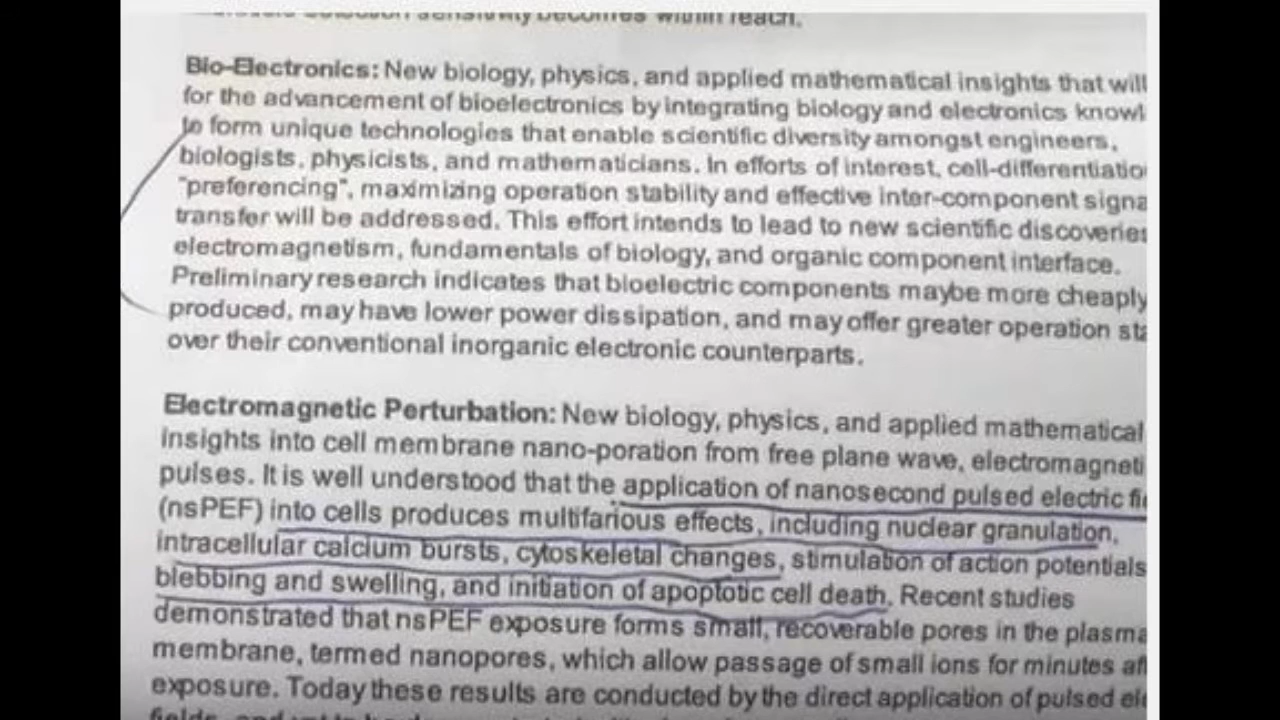 sensitivity becomes within reach.
Bio-Electronics: New biology, physics, and applied mathematical insights that will
for the advancement of bioelectronics by integrating biology and electronics knowl
to form unique technologies that enable scientific diversity amongst engineers,
biologists, physicists, and mathematicians. In efforts of interest, cell-differentiatio
"preferencing", maximizing operation stability and effective inter-component signa
transfer will be addressed. This effort intends to lead to new scientific discoveries
electromagnetism, fundamentals of biology, and organic component interface.
Preliminary research indicates that bioelectric components maybe more cheaply
produced, may have lower power dissipation, and may offer greater operation sta
over their conventional inorganic electronic counterparts.
Electromagnetic Perturbation: New biology, physics, and applied mathematical
insights into cell membrane nano-poration from free plane wave, electromagneti
pulses. It is well understood that the application of nanosecond pulsed electric fie
(nsPEF) into cells produces multifarious effects, including nuclear granulation,
intracellular calcium bursts, cytoskeletal changes, stimulation of action potentials
blebbing and swelling, and initiation of apoptotic cell death. Recent studies
demonstrated that nsPEF exposure forms small, recoverable pores in the plasma
membrane, termed nanopores, which allow passage of small ions for minutes aft
exposure. Today these results are conducted by the direct application of pulsed ele